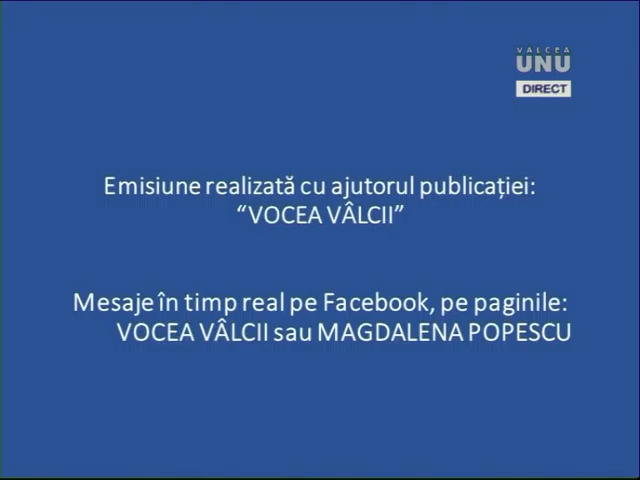 VALCEA
UNU
DIRECT
Emisiune realizată cu ajutorul publicației:
“VOCEA VÂLCII”
Mesaje în timp real pe Facebook, pe paginile:
VOCEA VÂLCII sau MAGDALENA POPESCU